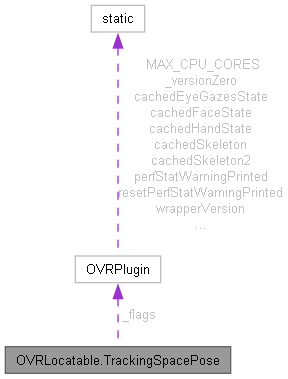 static
MAX_CPU_CORES
_versionZero
cachedEyeGazesState
cachedFaceState
cachedHandState
cachedSkeleton
cachedSkeleton2
perfStatWarningPrinted
resetPerfStatWarningPrinted
wrapperVersion
...
OVRPlugin
_flags
OVRLocatable.TrackingSpacePose